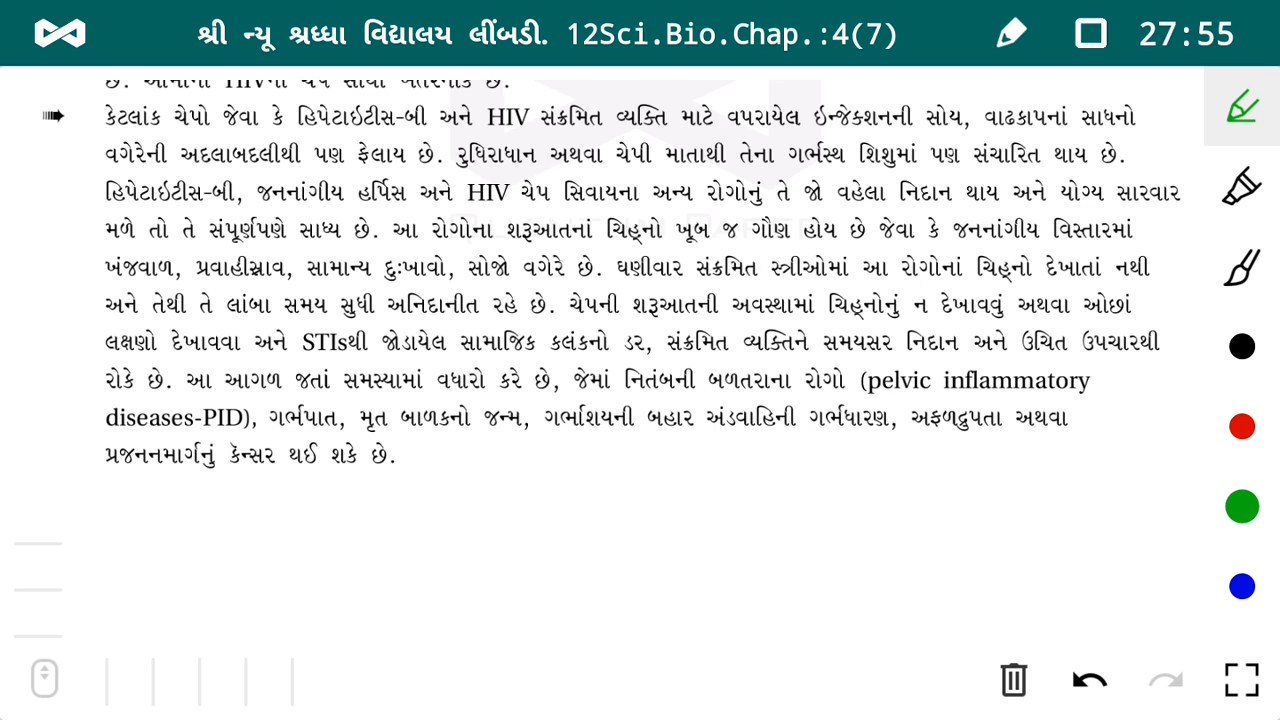 શ્રી ન્યૂ શ્રધ્ધા વિદ્યાલય લીંબડી. 12Sci.Bio.Chap.:4(7) 27:55
છે. આમાંના HIVનો ચેપ સૌથી ખતરનાક છે.
કેટલાંક ચેપો જેવા કે હિપેટાઇટીસ-બી અને HIV સંક્રમિત વ્યક્તિ માટે વપરાયેલ ઇન્જેક્શનની સોય, વાઢકાપનાં સાધનો
વગેરેની અદલાબદલીથી પણ ફેલાય છે. રુધિરાધાન અથવા ચેપી માતાથી તેના ગર્ભસ્થ શિશુમાં પણ સંચારિત થાય છે.
હિપેટાઇટીસ-બી, જનનાંગીય હર્પિસ અને HIV ચેપ સિવાયના અન્ય રોગોનું તે જો વહેલા નિદાન થાય અને યોગ્ય સારવાર
મળે તો તે સંપૂર્ણપણે સાધ્ય છે. આ રોગોના શરૂઆતનાં ચિહ્નો ખૂબ જ ગૌણ હોય છે જેવા કે જનનાંગીય વિસ્તારમાં
ખંજવાળ, પ્રવાહીસ્રાવ, સામાન્ય દુઃખાવો, સોજો વગેરે છે. ઘણીવાર સંક્રમિત સ્ત્રીઓમાં આ રોગોનાં ચિહ્નો દેખાતાં નથી
અને તેથી તે લાંબા સમય સુધી અનિદાનીત રહે છે. ચેપની શરૂઆતની અવસ્થામાં ચિહ્નોનું ન દેખાવવું અથવા ઓછાં
લક્ષણો દેખાવવા અને STIsથી જોડાયેલ સામાજિક કલંકનો ડર, સંક્રમિત વ્યક્તિને સમયસર નિદાન અને ઉચિત ઉપચારથી
રોકે છે. આ આગળ જતાં સમસ્યામાં વધારો કરે છે, જેમાં નિતંબની બળતરાના રોગો (pelvic inflammatory
diseases-PID), ગર્ભપાત, મૃત બાળકનો જન્મ, ગર્ભાશયની બહાર અંડવાહિની ગર્ભધારણ, અફળદ્રુપતા અથવા
પ્રજનનમાર્ગનું કૅન્સર થઈ શકે છે.